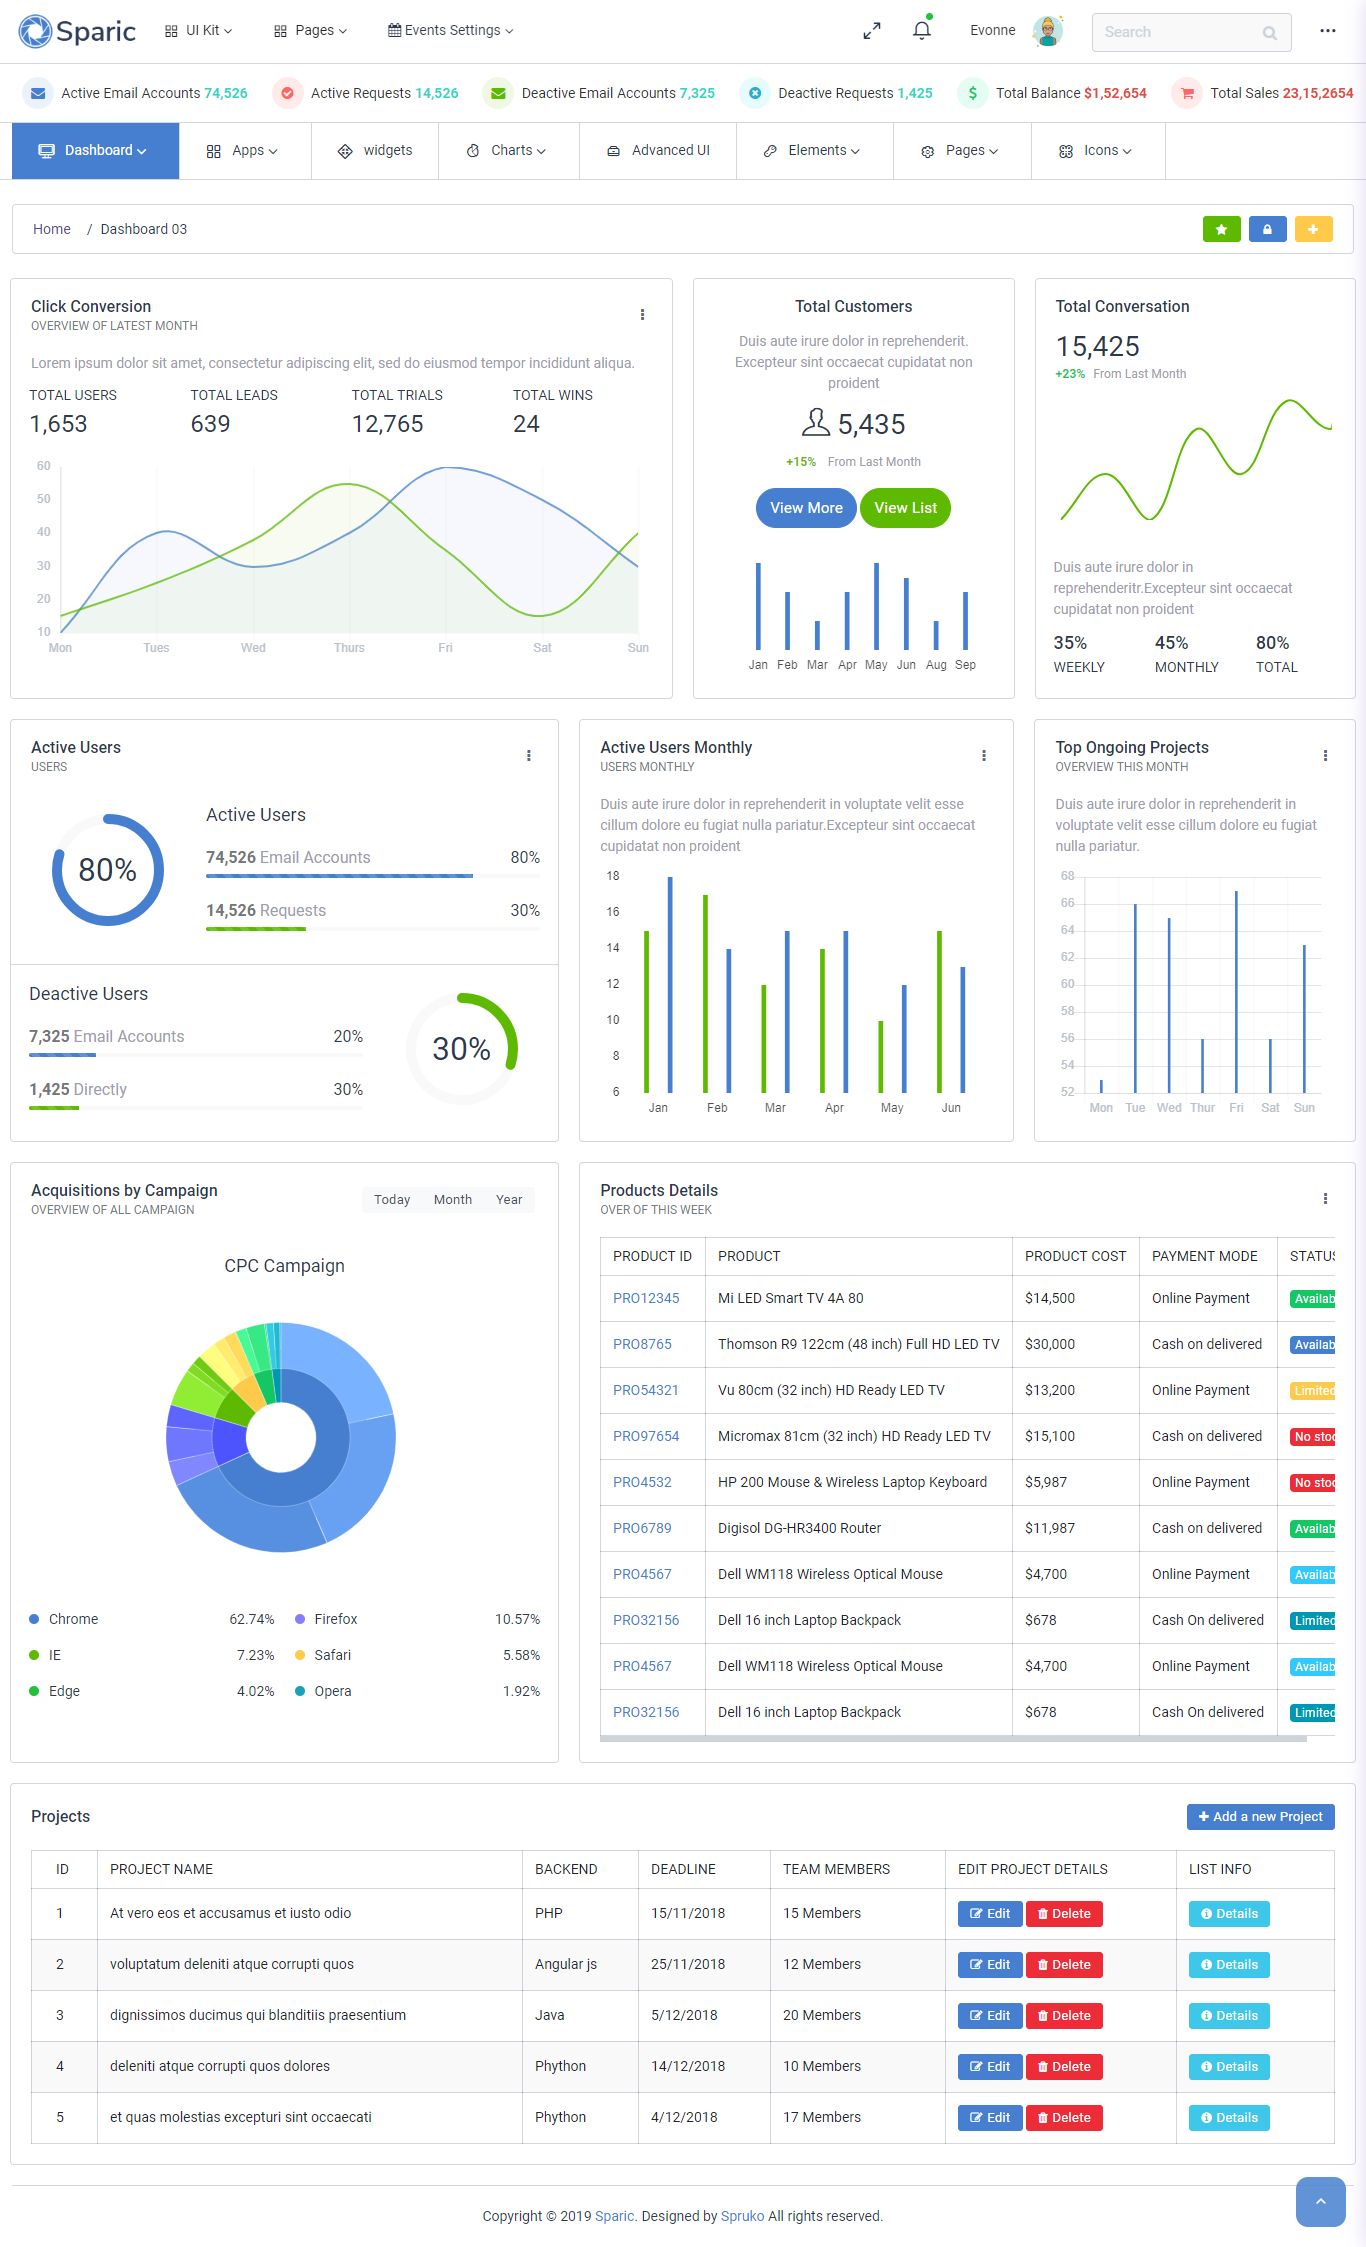 Sparic UI Kit Pages Events Settings Evonne Search
Active Email Accounts 74,526 Active Requests 14,526 Deactive Email Accounts 7,325 Deactive Requests 1,425 Total Balance $1,52,654 Total Sales 23,15,2654
Dashboard Apps widgets Charts Advanced UI Elements Pages Icons
Home / Dashboard 03
Click Conversion
OVERVIEW OF LATEST MONTH
Lorem ipsum dolor sit amet, consectetur adipiscing elit, sed do eiusmod tempor incididunt aliqua.
TOTAL USERS TOTAL LEADS TOTAL TRIALS TOTAL WINS
1,653 639 12,765 24
60
50
40
30
20
10
Mon Tues Wed Thurs Fri Sat Sun
Total Customers
Duis aute irure dolor in reprehenderit.
Excepteur sint occaecat cupidatat non
proident
5,435
+15% From Last Month
View More View List
Jan Feb Mar Apr May Jun Aug Sep
Total Conversation
15,425
+23% From Last Month
Duis aute irure dolor in
reprehenderitr.Excepteur sint occaecat
cupidatat non proident
35% 45% 80%
WEEKLY MONTHLY TOTAL
Active Users
USERS
80%
Active Users
74,526 Email Accounts 80%
14,526 Requests 30%
Deactive Users
7,325 Email Accounts 20%
1,425 Directly 30%
30%
Active Users Monthly
USERS MONTHLY
Duis aute irure dolor in reprehenderit in voluptate velit esse
cillum dolore eu fugiat nulla pariatur.Excepteur sint occaecat
cupidatat non proident
18
16
14
12
10
8
6
Jan Feb Mar Apr May Jun
Top Ongoing Projects
OVERVIEW THIS MONTH
Duis aute irure dolor in reprehenderit in
voluptate velit esse cillum dolore eu fugiat
nulla pariatur.
68
66
64
62
60
58
56
54
52
Mon Tue Wed Thur Fri Sat Sun
Acquisitions by Campaign
OVERVIEW OF ALL CAMPAIGN
Today Month Year
CPC Campaign
Chrome 62.74% Firefox 10.57%
IE 7.23% Safari 5.58%
Edge 4.02% Opera 1.92%
Products Details
OVER OF THIS WEEK
PRODUCT ID PRODUCT PRODUCT COST PAYMENT MODE STATUS
PRO12345 Mi LED Smart TV 4A 80 $14,500 Online Payment Availab
PRO8765 Thomson R9 122cm (48 inch) Full HD LED TV $30,000 Cash on delivered Availab
PRO54321 Vu 80cm (32 inch) HD Ready LED TV $13,200 Online Payment Limited
PRO97654 Micromax 81cm (32 inch) HD Ready LED TV $15,100 Cash on delivered No stoc
PRO4532 HP 200 Mouse & Wireless Laptop Keyboard $5,987 Online Payment No stoc
PRO6789 Digisol DG-HR3400 Router $11,987 Cash on delivered Availab
PRO4567 Dell WM118 Wireless Optical Mouse $4,700 Online Payment Availab
PRO32156 Dell 16 inch Laptop Backpack $678 Cash On delivered Limited
PRO4567 Dell WM118 Wireless Optical Mouse $4,700 Online Payment Availab
PRO32156 Dell 16 inch Laptop Backpack $678 Cash On delivered Limited
Projects
Add a new Project
ID PROJECT NAME BACKEND DEADLINE TEAM MEMBERS EDIT PROJECT DETAILS LIST INFO
1 At vero eos et accusamus et iusto odio PHP 15/11/2018 15 Members Edit Delete Details
2 voluptatum deleniti atque corrupti quos Angular js 25/11/2018 12 Members Edit Delete Details
3 dignissimos ducimus qui blanditiis praesentium Java 5/12/2018 20 Members Edit Delete Details
4 deleniti atque corrupti quos dolores Phython 14/12/2018 10 Members Edit Delete Details
5 et quas molestias excepturi sint occaecati Phython 4/12/2018 17 Members Edit Delete Details
Copyright © 2019 Sparic. Designed by Spruko All rights reserved.